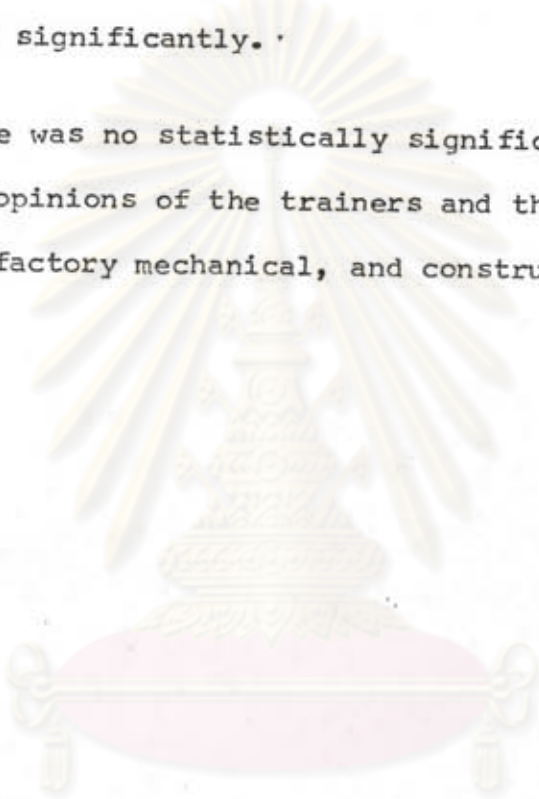 significantly.
e was no statistically signific
opinions of the trainers and th
factory mechanical, and constru